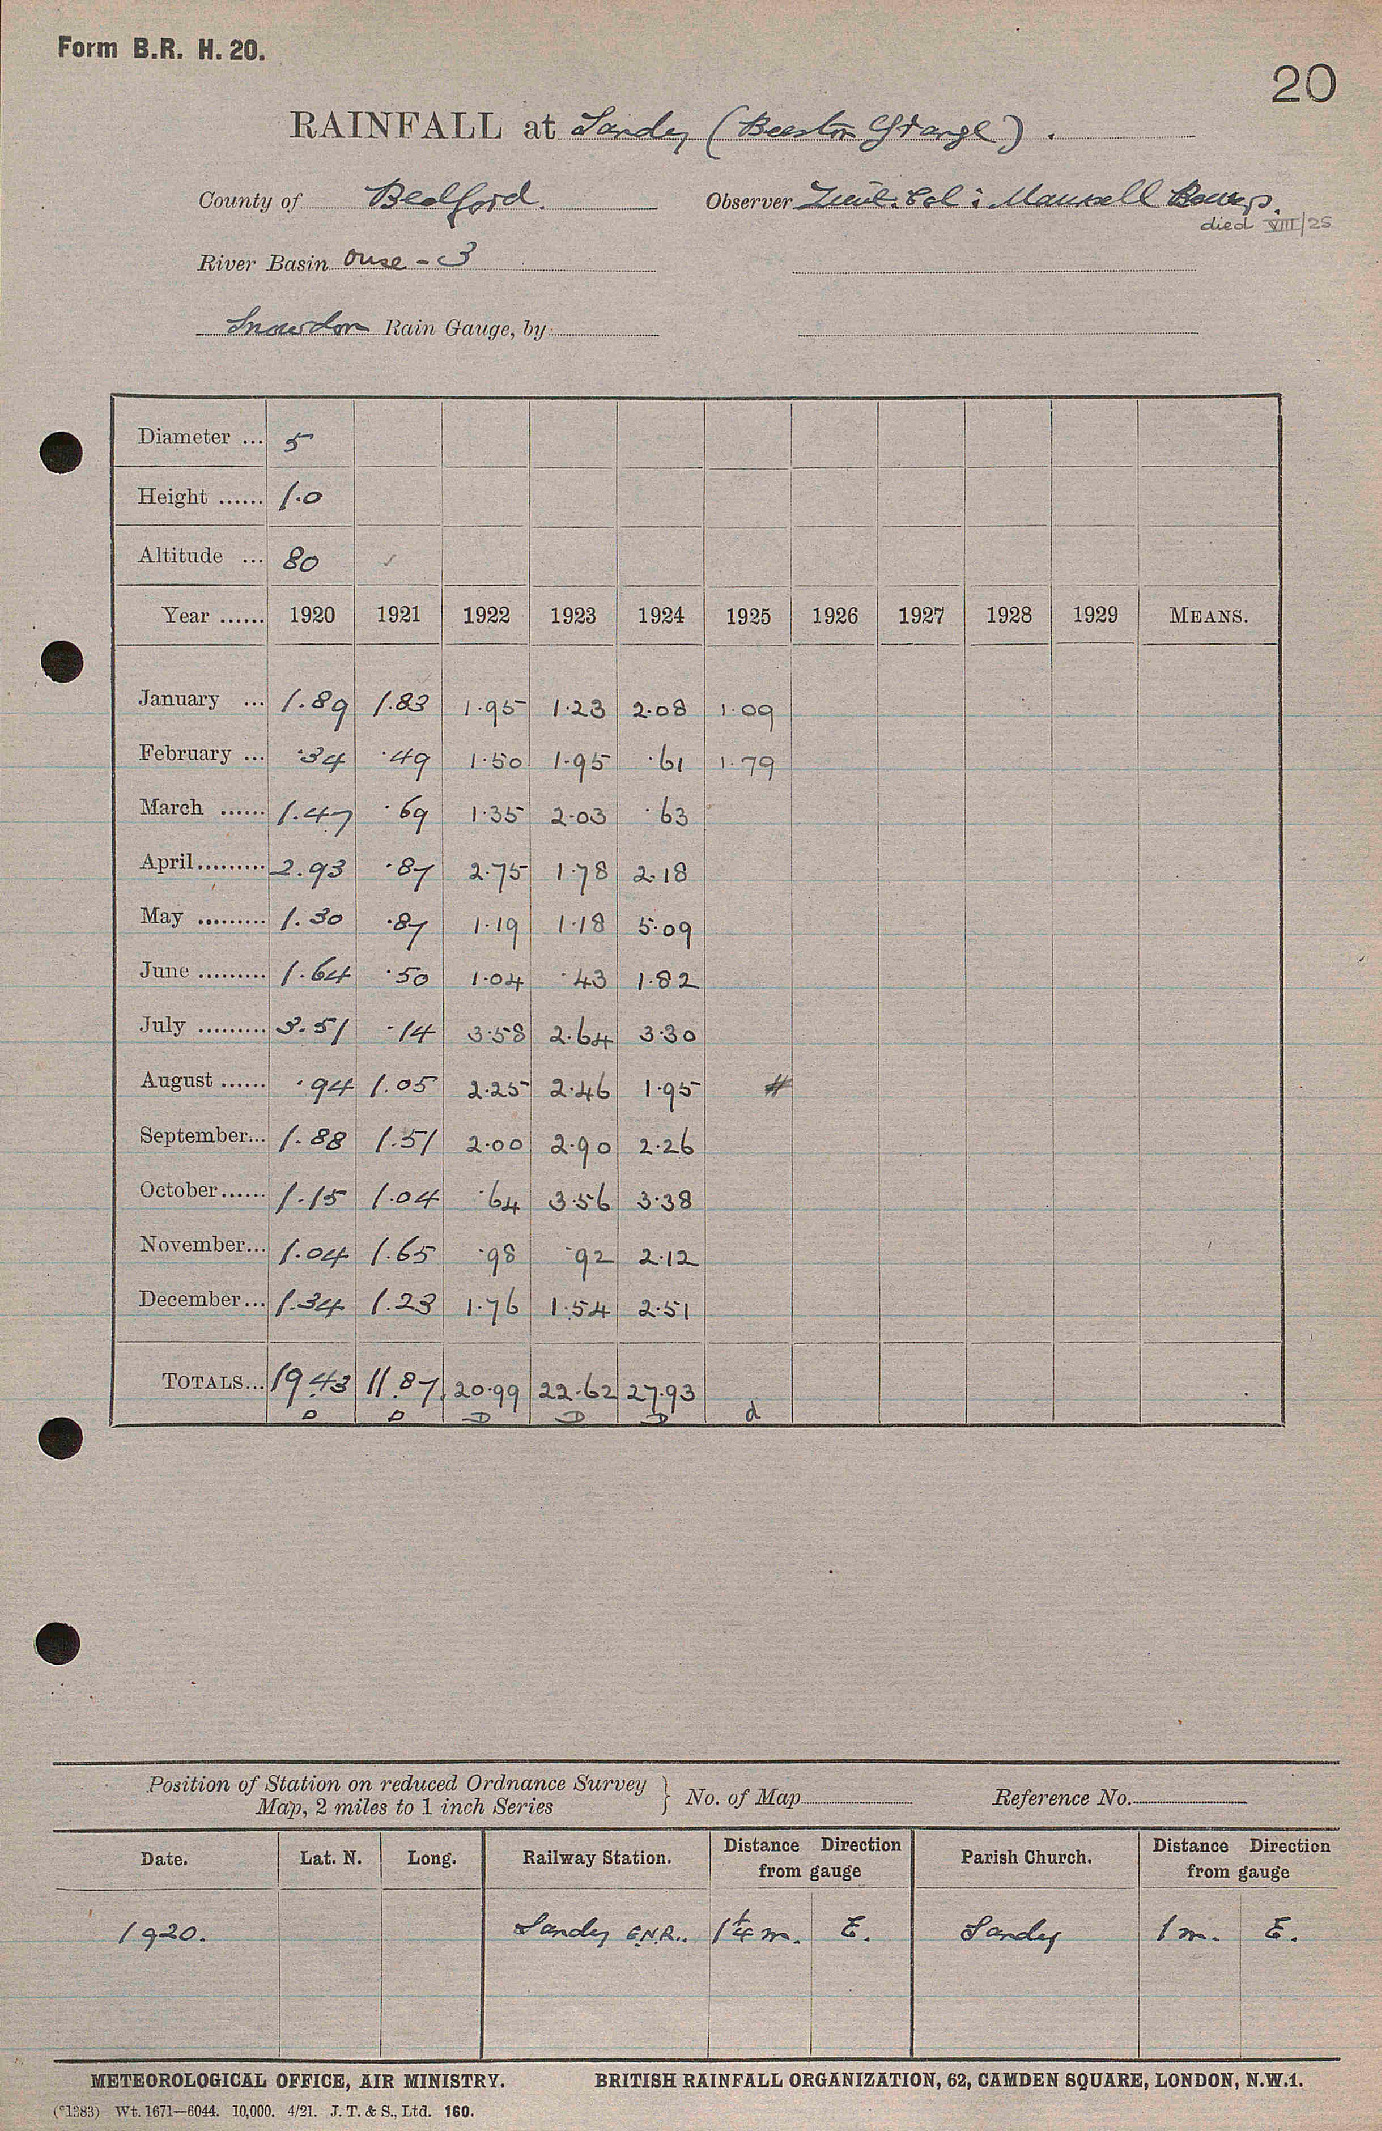 Form B.R. H. 20.
20
RAINFALL at Sandy (Beeston Grange).
County of Bedford. Observer Lieut. Col: Maunsell Bowers.
died VIII/25
River Basin Ouse - 3
Snowdon Rain Gauge, by
Diameter ... 5
Height ...... 1.0
Altitude ... 80
Year ...... 1920 1921 1922 1923 1924 1925 1926 1927 1928 1929 MEANS.
January ... 1.89 1.83 1.95 1.23 2.08 1.09
February ... .34 .49 1.50 1.95 .61 1.79
March ...... 1.47 .69 1.35 2.03 .63
April ......... 2.93 .87 2.75 1.78 2.18
May ......... 1.30 .87 1.19 1.18 5.09
June ......... 1.64 .50 1.04 .43 1.82
July ......... 3.51 .14 3.58 2.64 3.30
August ...... .94 1.05 2.25 2.46 1.95 #
September... 1.88 1.51 2.00 2.90 2.26
October...... 1.15 1.04 .64 3.56 3.38
November... 1.04 1.65 .98 .92 2.12
December... 1.34 1.23 1.76 1.54 2.51
TOTALS... 19.43 11.87 20.99 22.62 27.93
D D D D D d
Position of Station on reduced Ordnance Survey
Map, 2 miles to 1 inch Series } No. of Map Reference No.
Date. Lat. N. Long. Railway Station. Distance Direction from gauge Parish Church. Distance Direction from gauge
1920. Sandy G.N.R. 1¼ m. E. Sandy 1 m. E.
METEOROLOGICAL OFFICE, AIR MINISTRY. BRITISH RAINFALL ORGANIZATION, 62, CAMDEN SQUARE, LONDON, N.W.1.
(*1383) Wt. 1671—6044. 10,000. 4/21. J. T. & S., Ltd. 160.